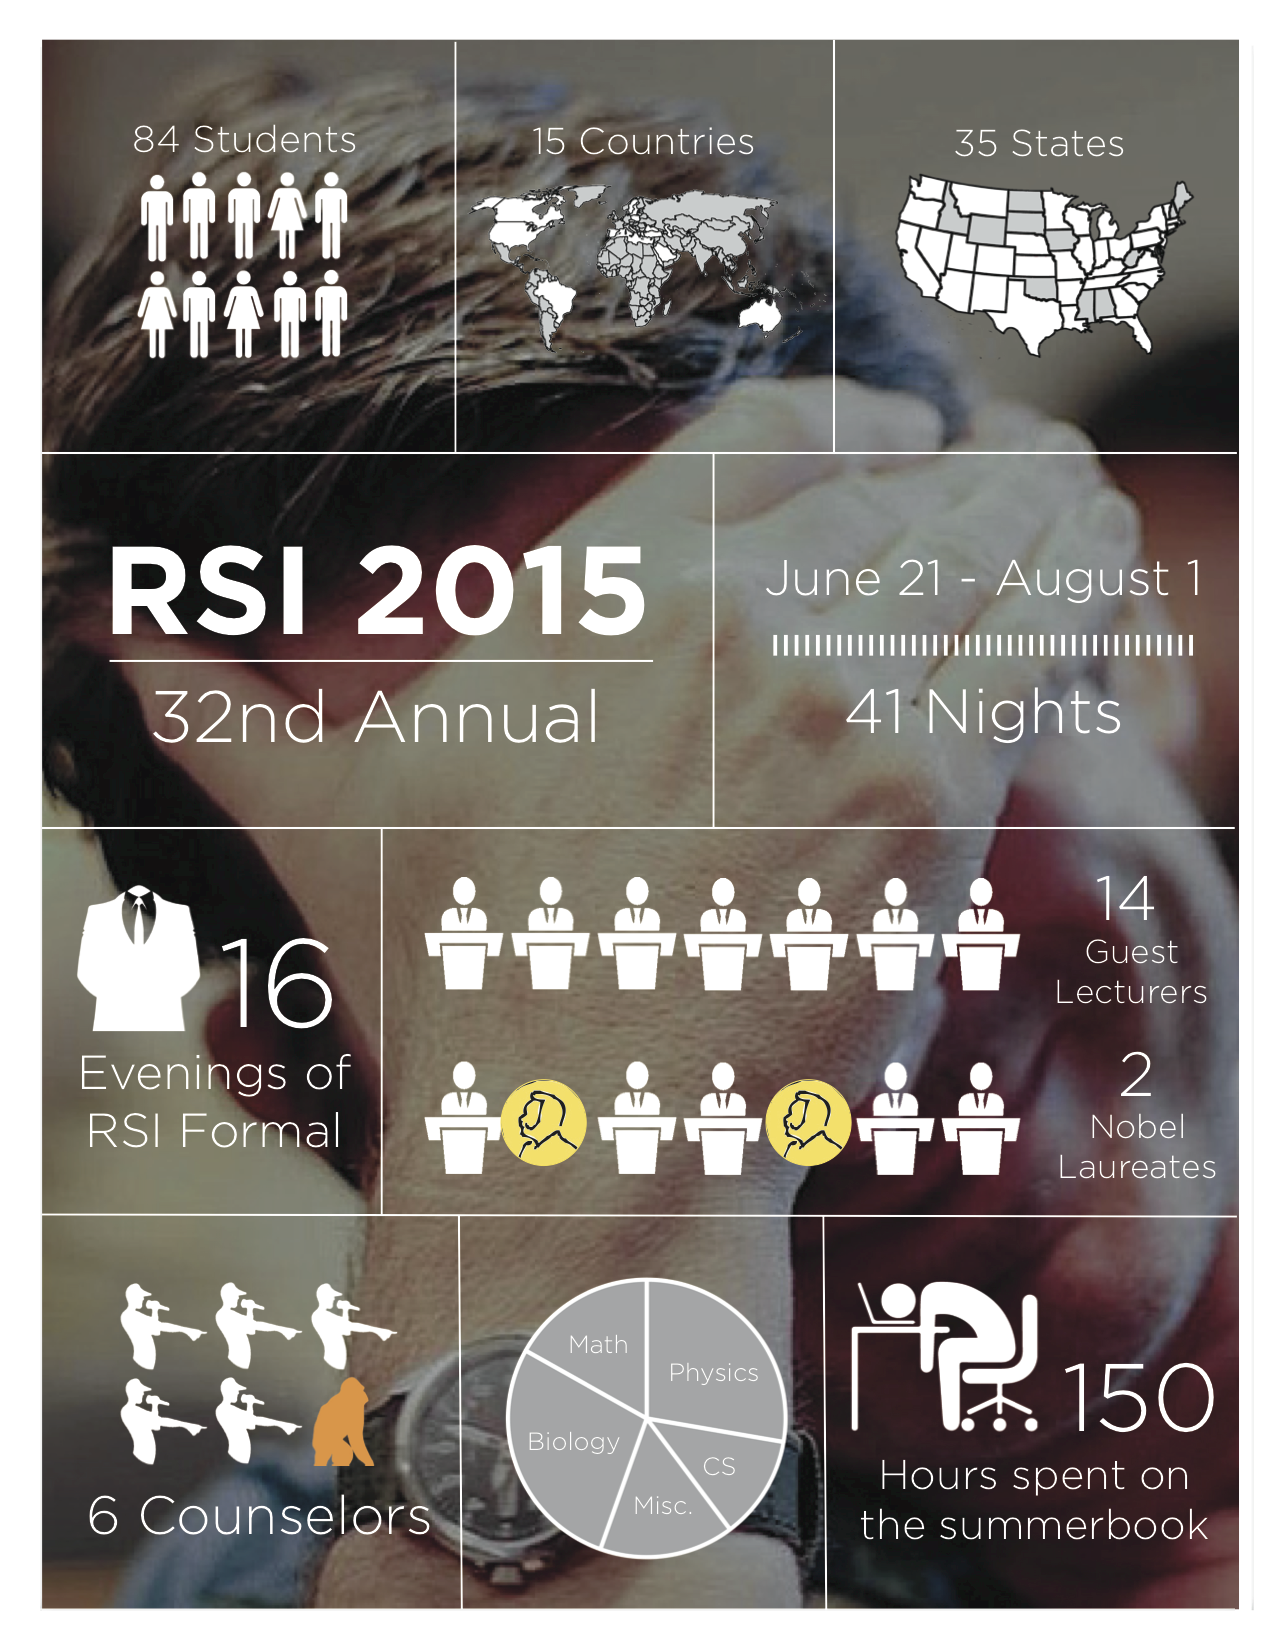 84 Students
15 Countries
35 States
RSI 2015
32nd Annual
June 21 - August 1
41 Nights
16
Evenings of
RSI Formal
14
Guest
Lecturers
2
Nobel
Laureates
6 Counselors
Math
Physics
Biology
CS
Misc.
150
Hours spent on
the summerbook